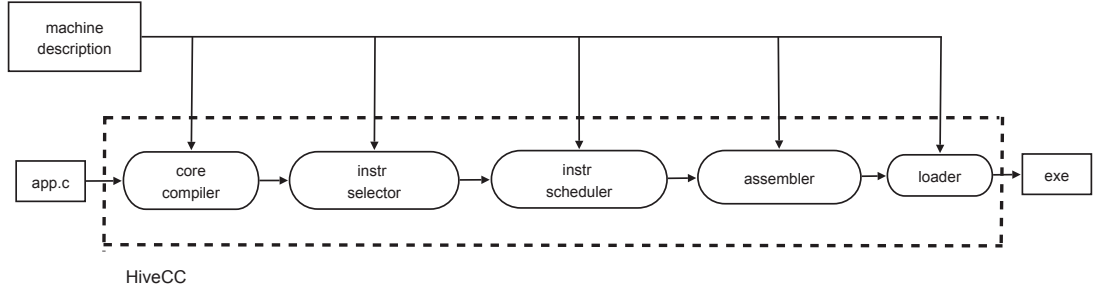 machine
description
app.c
core
compiler
instr
selector
instr
scheduler
assembler
loader
exe
HiveCC